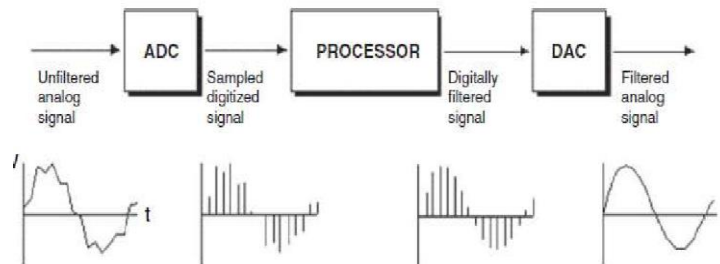 ADC
PROCESSOR
DAC
Unfiltered
analog
signal
Sampled
digitized
signal
Digitally
filtered
signal
Filtered
analog
signal
t